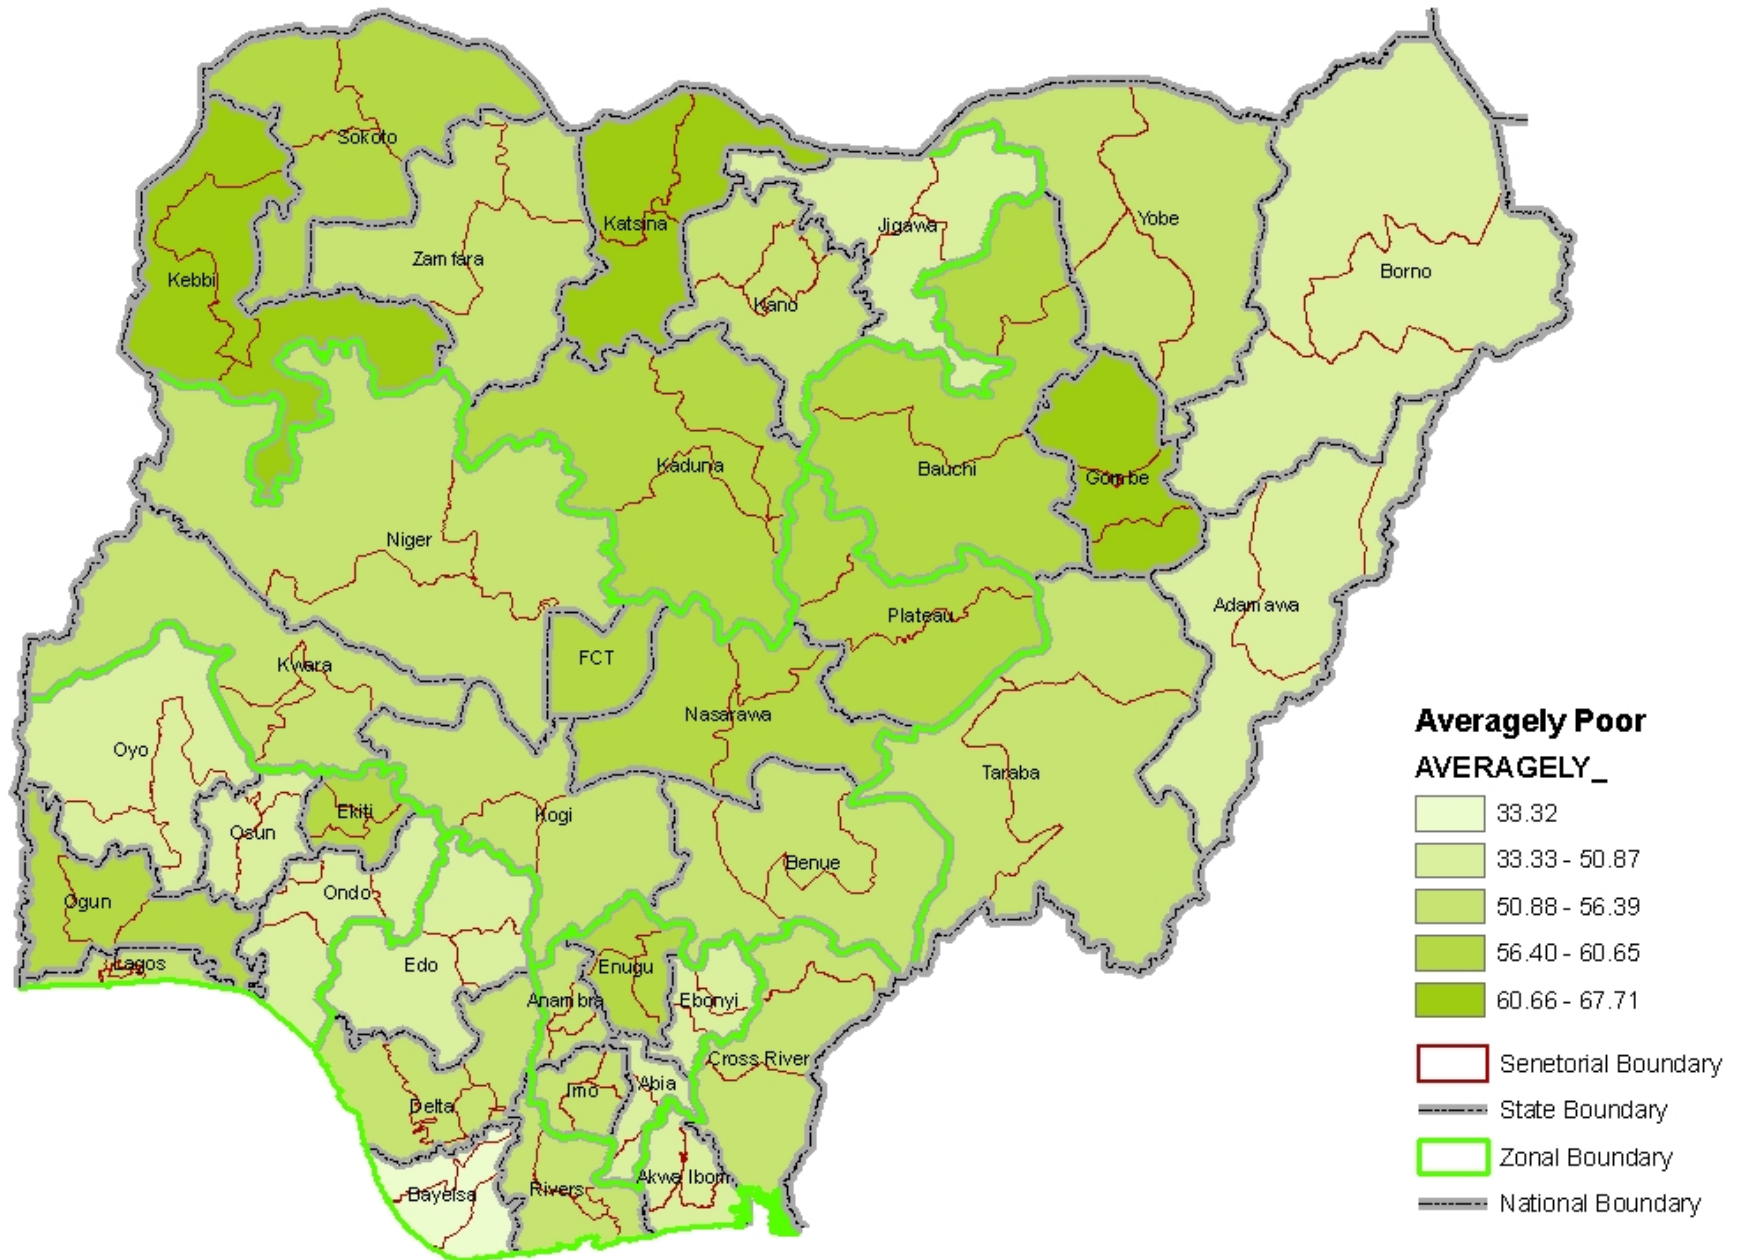 Sokoto
Katsina
Jigawa
Yobe
Zamfara
Borno
Kebbi
Kano
Kaduna
Bauchi
Gombe
Niger
Adamawa
Plateau
FCT
Kwara
Nasarawa
Oyo
Taraba
Ekiti
Kogi
Osun
Benue
Ondo
Ogun
Lagos
Edo
Enugu
Anambra
Ebonyi
Cross River
Abia
Imo
Delta
Akwa Ibom
Rivers
Bayelsa
Averagely Poor
AVERAGELY_
33.32
33.33 - 50.87
50.88 - 56.39
56.40 - 60.65
60.66 - 67.71
Senetorial Boundary
State Boundary
Zonal Boundary
National Boundary